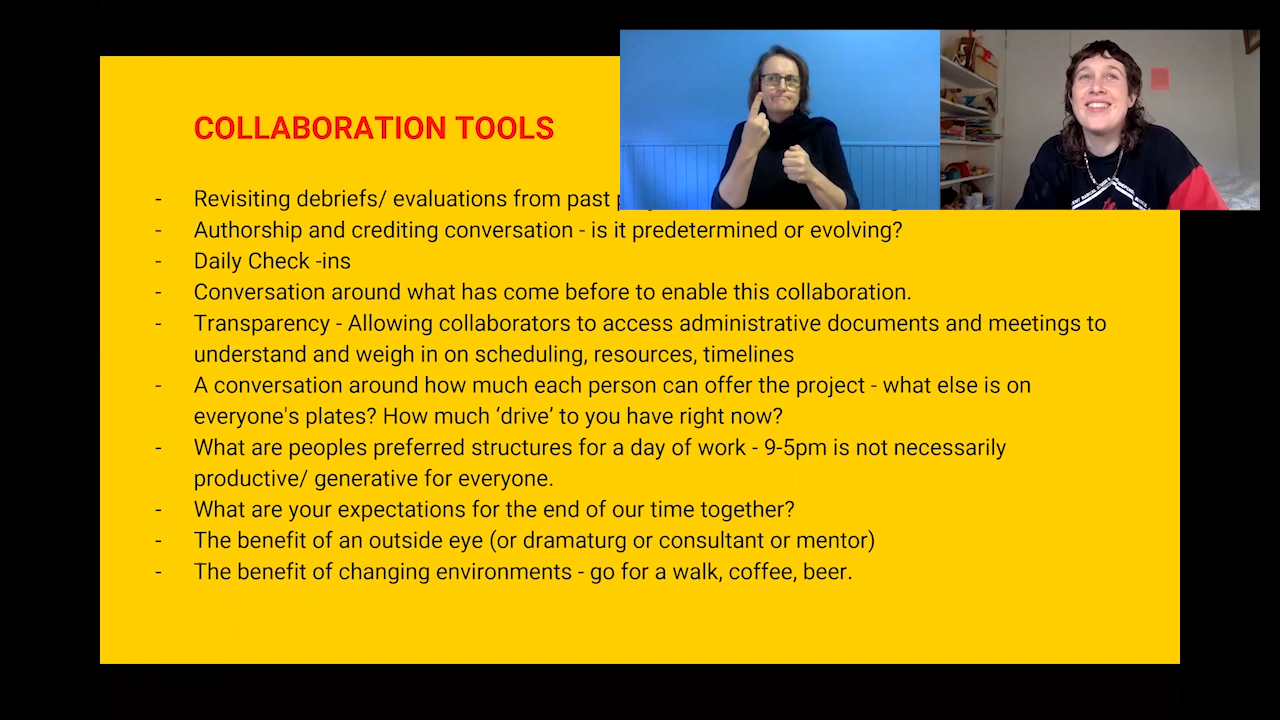 COLLABORATION TOOLS
- Revisiting debriefs/ evaluations from past
- Authorship and crediting conversation - is it predetermined or evolving?
- Daily Check -ins
- Conversation around what has come before to enable this collaboration.
- Transparency - Allowing collaborators to access administrative documents and meetings to
understand and weigh in on scheduling, resources, timelines
- A conversation around how much each person can offer the project - what else is on
everyone's plates? How much ‘drive’ to you have right now?
- What are peoples preferred structures for a day of work - 9-5pm is not necessarily
productive/ generative for everyone.
- What are your expectations for the end of our time together?
- The benefit of an outside eye (or dramaturg or consultant or mentor)
- The benefit of changing environments - go for a walk, coffee, beer.